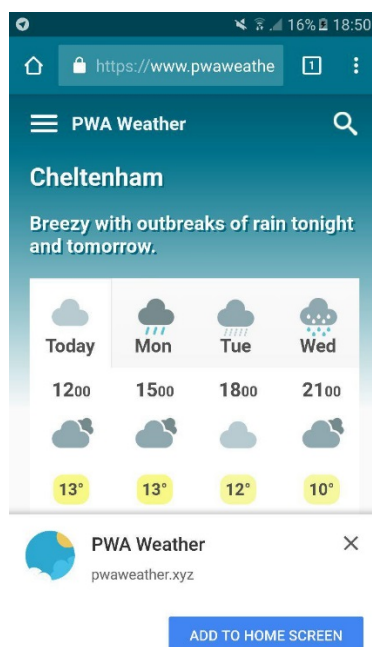 16% 18:50
https://www.pwaweathe 1
PWA Weather
Cheltenham
Breezy with outbreaks of rain tonight
and tomorrow.
Today Mon Tue Wed
1200 1500 1800 2100
13° 13° 12° 10°
PWA Weather
pwaweather.xyz
ADD TO HOME SCREEN